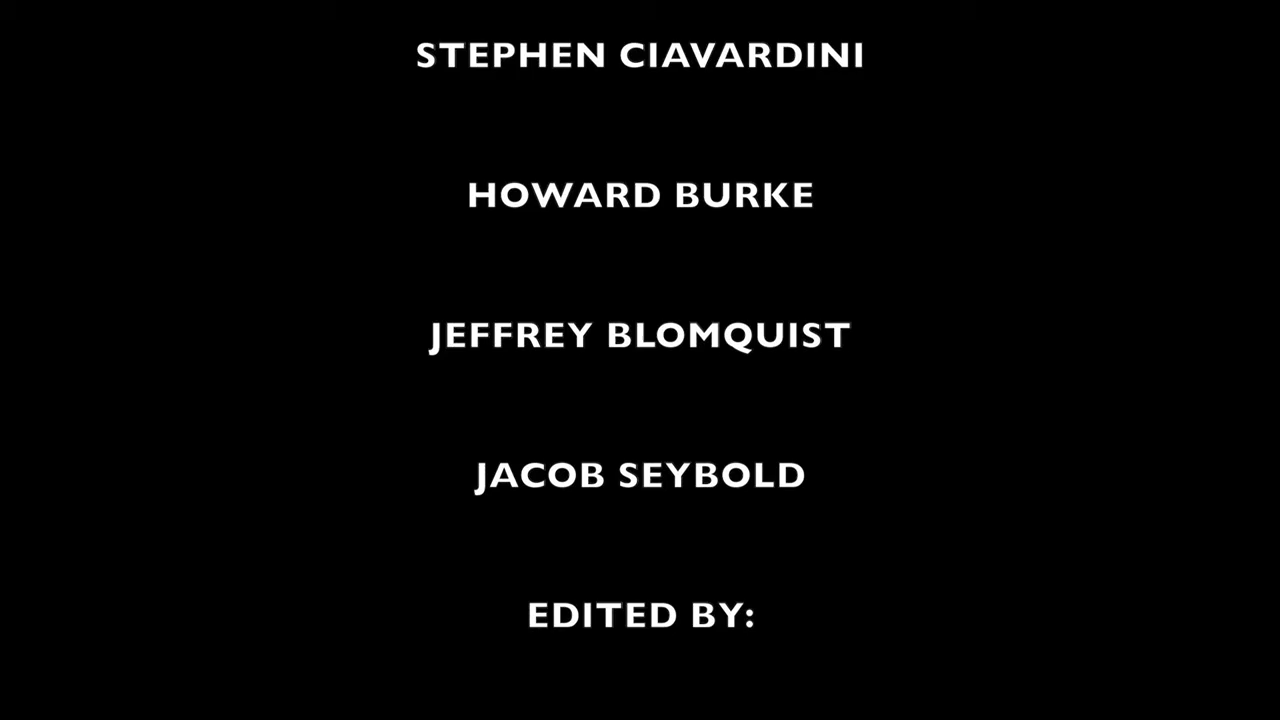 STEPHEN CIAVARDINI
HOWARD BURKE
JEFFREY BLOMQUIST
JACOB SEYBOLD
EDITED BY: